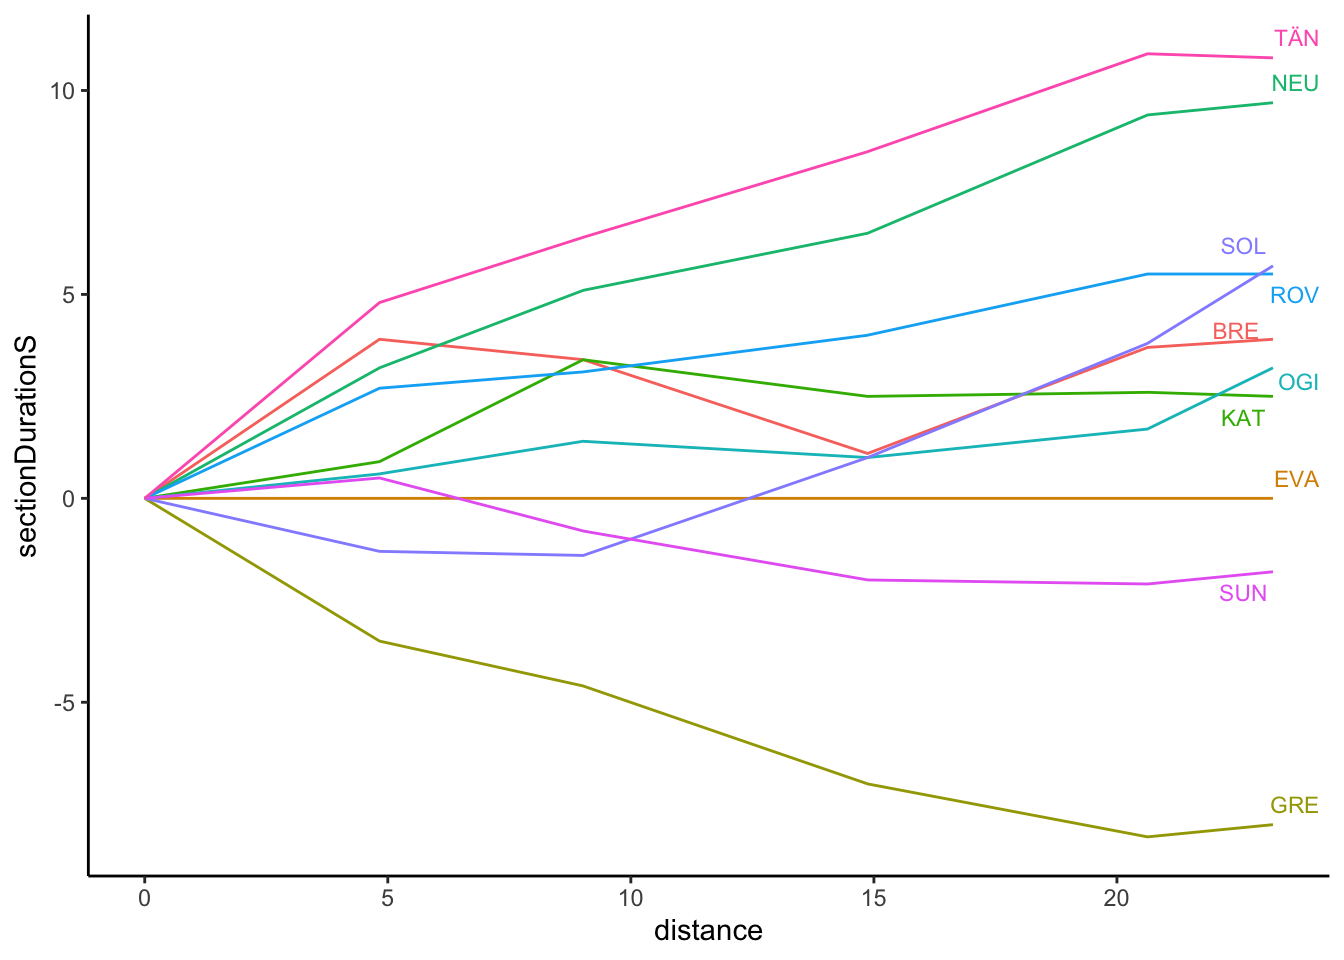 TÄN
10
NEU
SOL
5
ROV
BRE
OGI
KAT
EVA
0
SUN
-5
GRE
sectionDurationS
0 5 10 15 20
distance